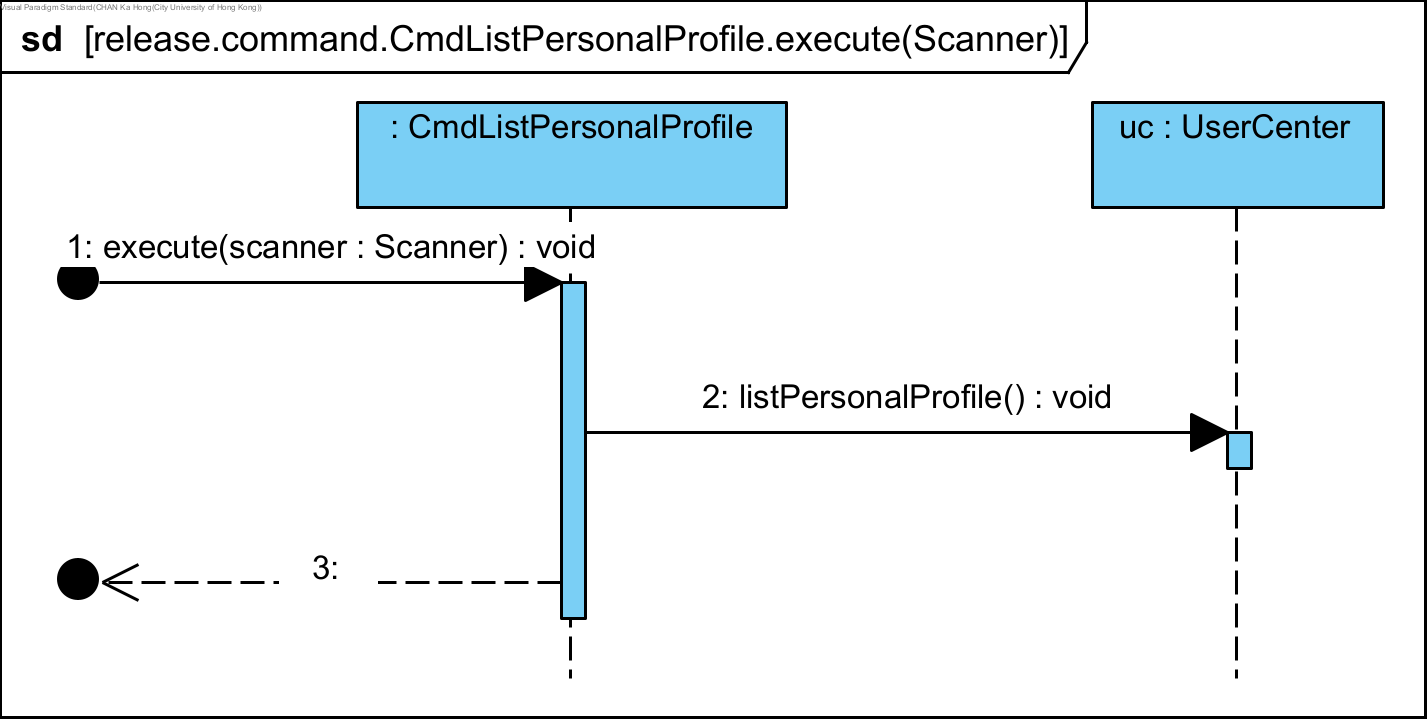 Visual Paradigm Standard(CHAN Ka Hong(City University of Hong Kong))
sd [release.command.CmdListPersonalProfile.execute(Scanner)]
: CmdListPersonalProfile
uc : UserCenter
1: execute(scanner : Scanner) : void
2: listPersonalProfile() : void
3: